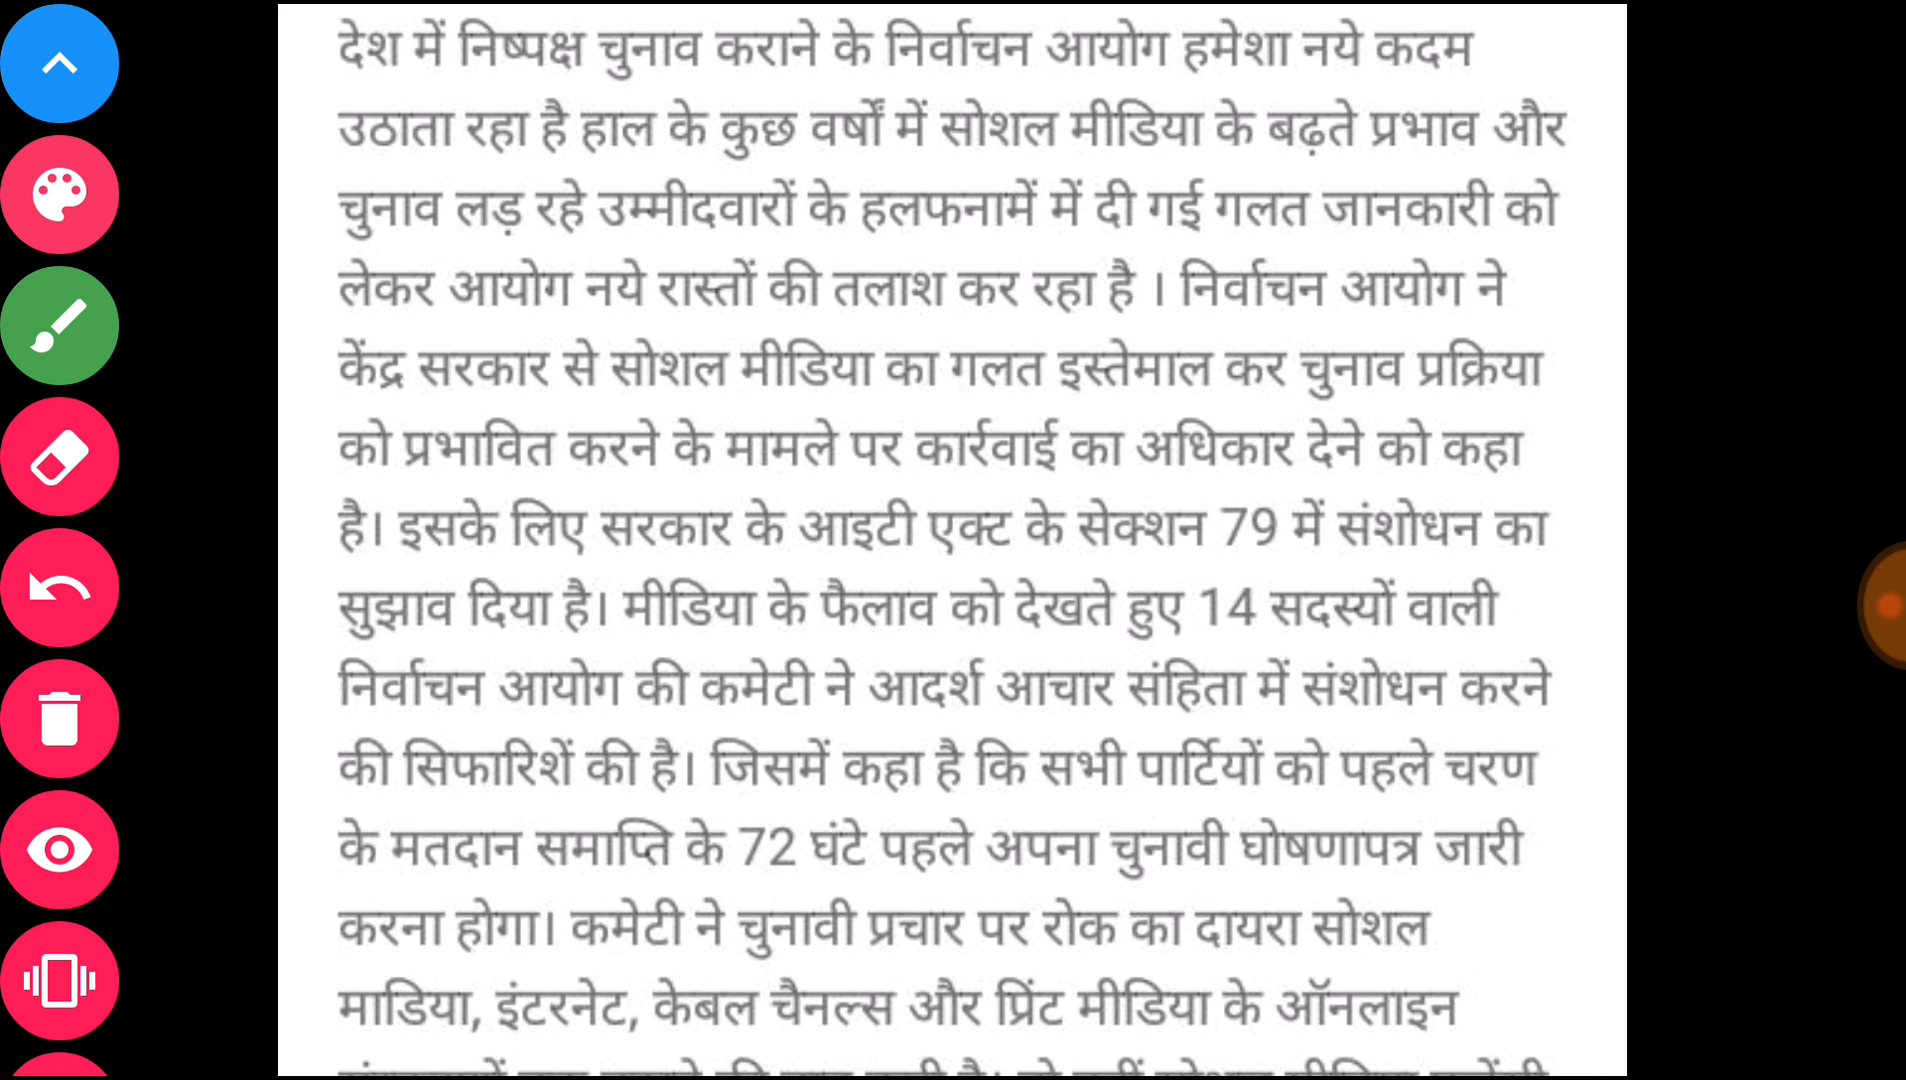 देश में निष्पक्ष चुनाव कराने के निर्वाचन आयोग हमेशा नये कदम
उठाता रहा है हाल के कुछ वर्षों में सोशल मीडिया के बढ़ते प्रभाव और
चुनाव लड़ रहे उम्मीदवारों के हलफनामें में दी गई गलत जानकारी को
लेकर आयोग नये रास्तों की तलाश कर रहा है । निर्वाचन आयोग ने
केंद्र सरकार से सोशल मीडिया का गलत इस्तेमाल कर चुनाव प्रक्रिया
को प्रभावित करने के मामले पर कार्रवाई का अधिकार देने को कहा
है। इसके लिए सरकार के आइटी एक्ट के सेक्शन 79 में संशोधन का
सुझाव दिया है। मीडिया के फैलाव को देखते हुए 14 सदस्यों वाली
निर्वाचन आयोग की कमेटी ने आदर्श आचार संहिता में संशोधन करने
की सिफारिशें की है। जिसमें कहा है कि सभी पार्टियों को पहले चरण
के मतदान समाप्ति के 72 घंटे पहले अपना चुनावी घोषणापत्र जारी
करना होगा। कमेटी ने चुनावी प्रचार पर रोक का दायरा सोशल
माडिया, इंटरनेट, केबल चैनल्स और प्रिंट मीडिया के ऑनलाइन